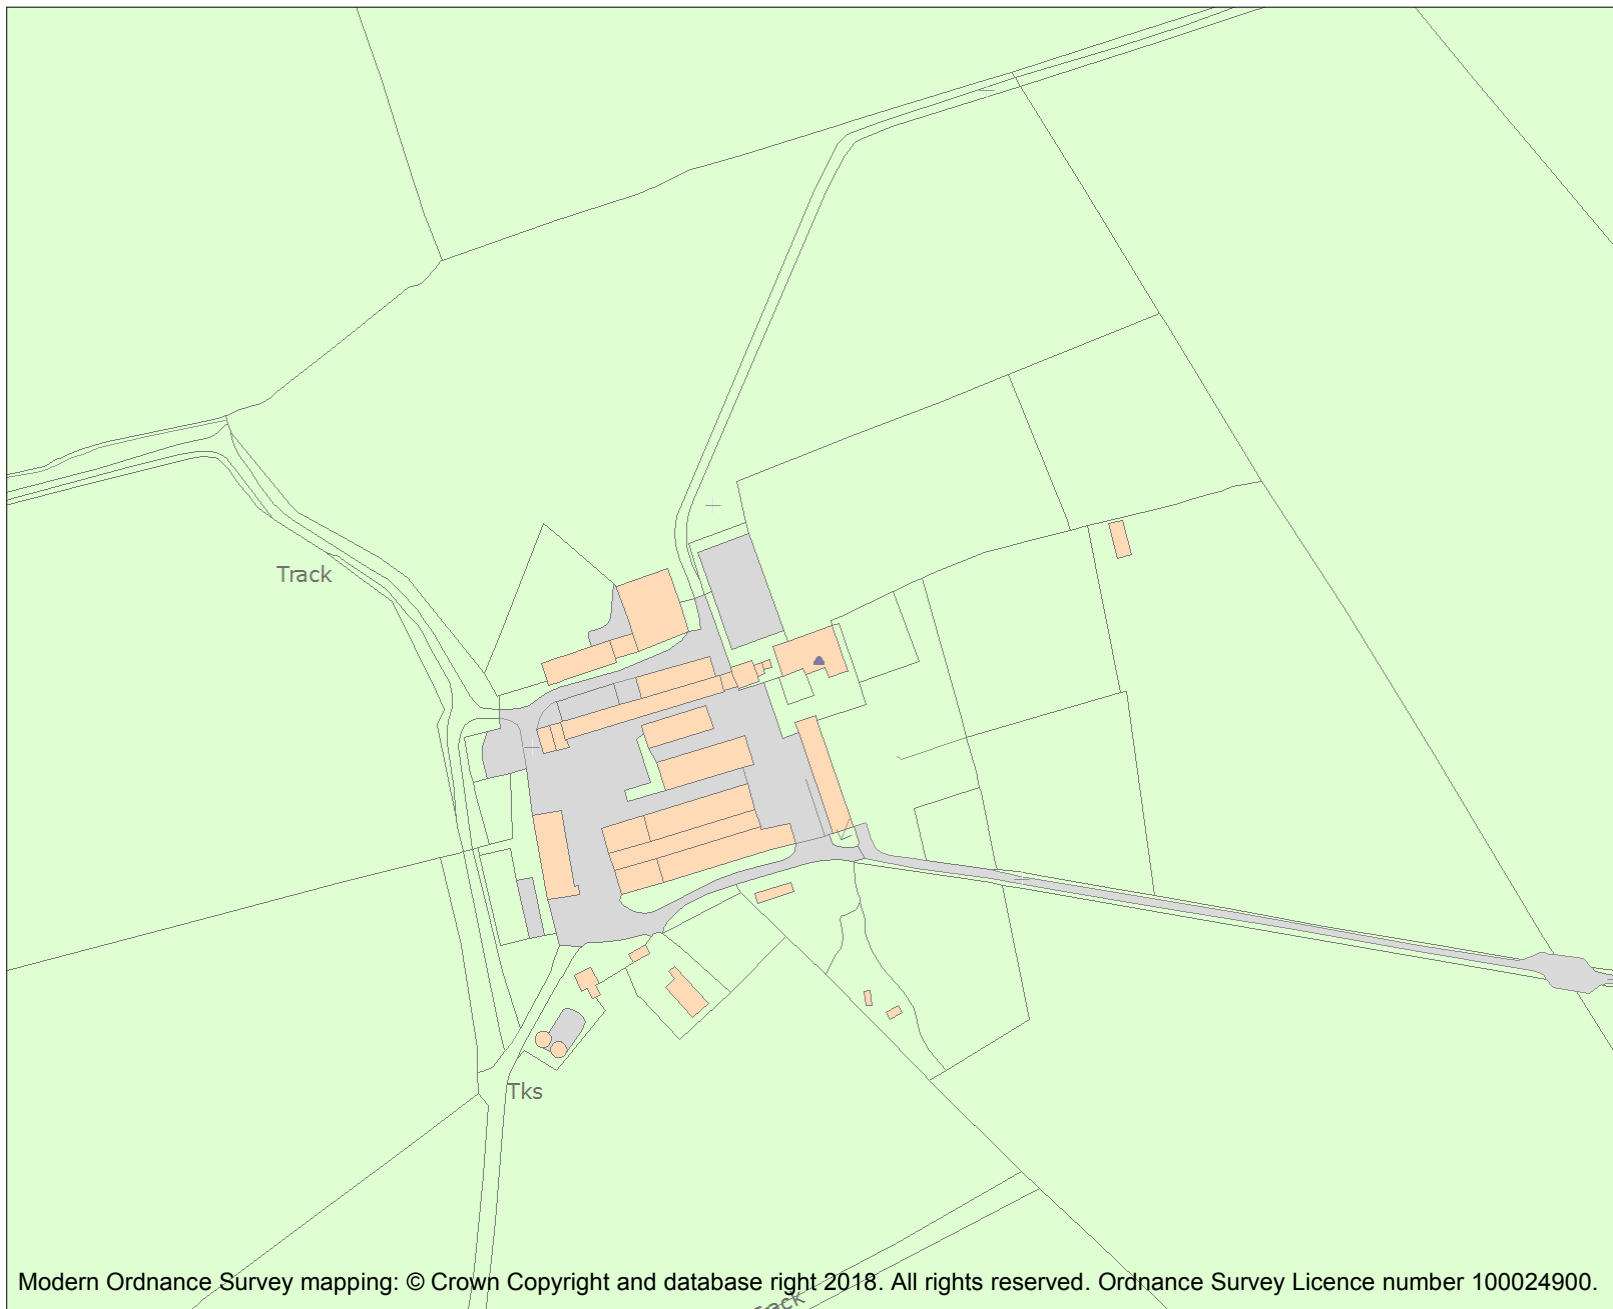 Track
Tks
Track
Modern Ordnance Survey mapping: © Crown Copyright and database right 2018. All rights reserved. Ordnance Survey Licence number 100024900.